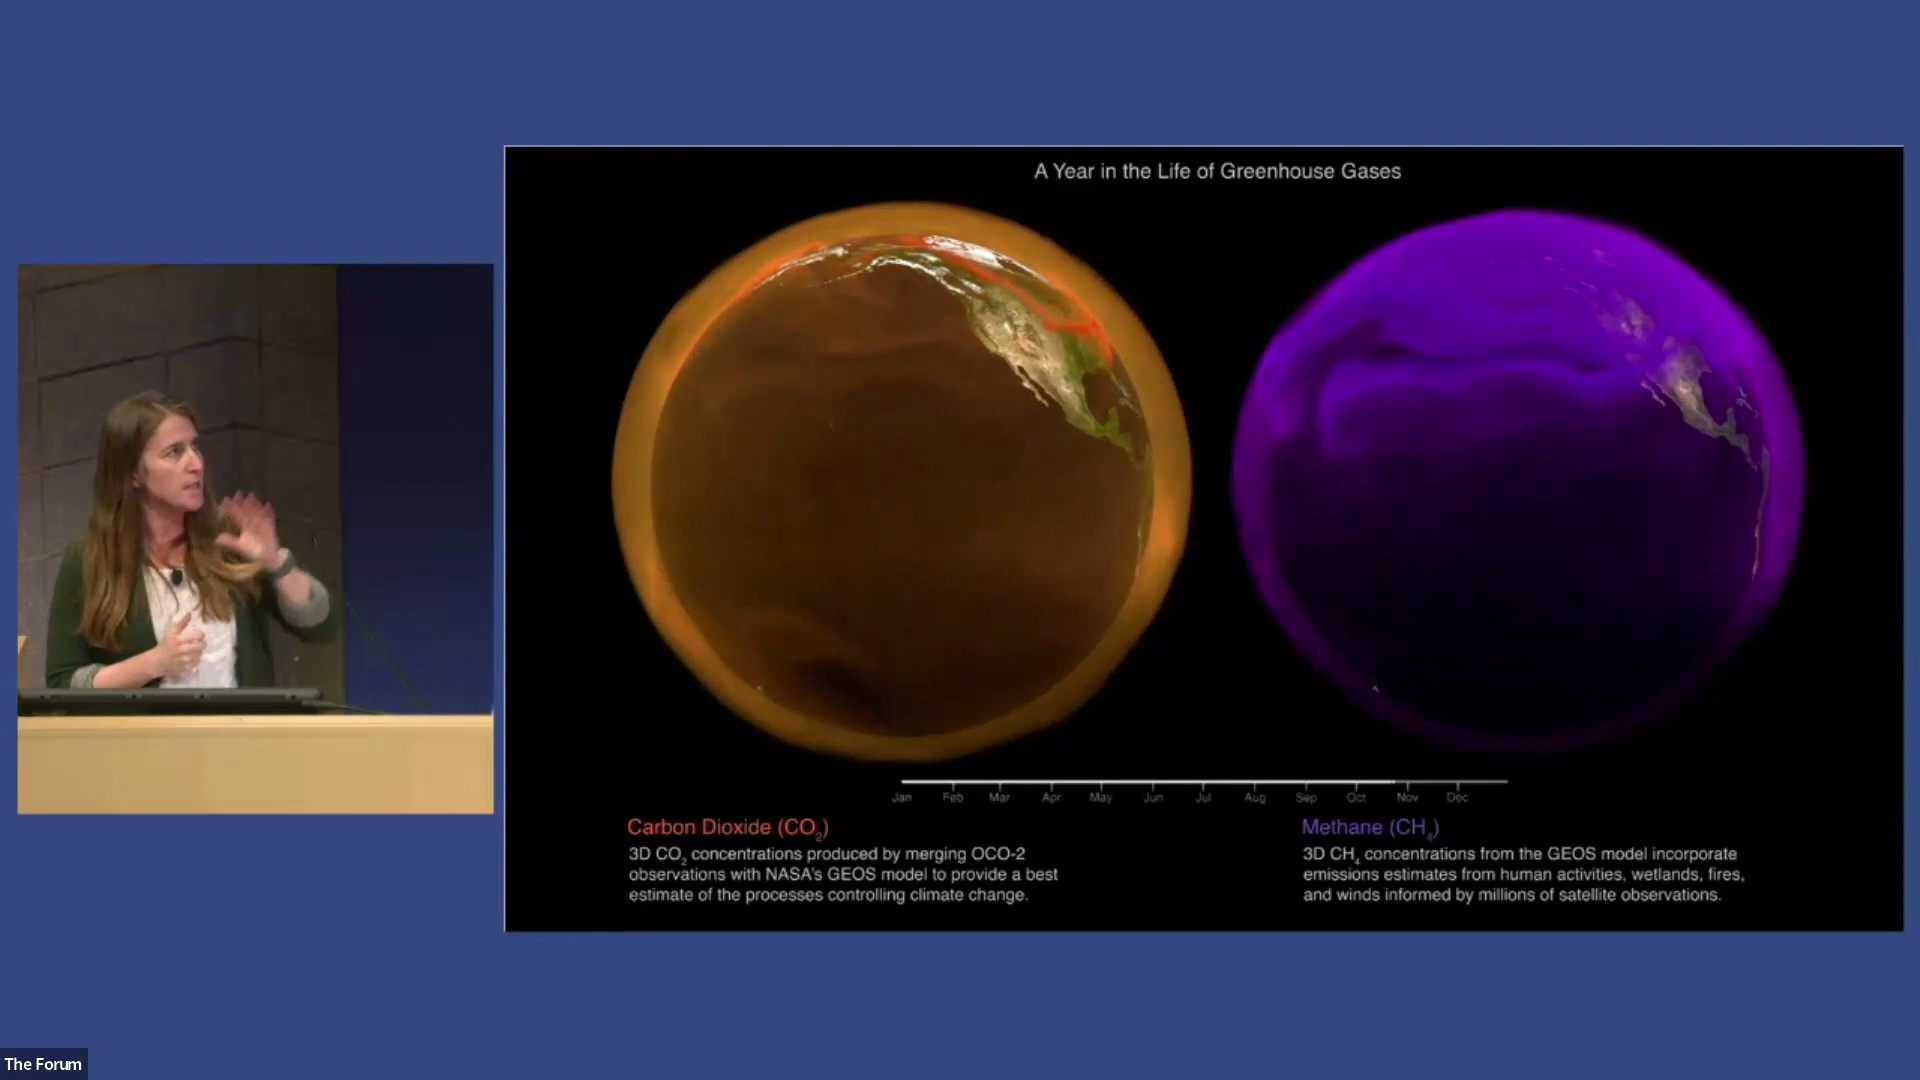 A Year in the Life of Greenhouse Gases
Jan Feb Mar Apr May Jun Jul Aug Sep Oct Nov Dec
Carbon Dioxide (CO₂)
3D CO₂ concentrations produced by merging OCO-2
observations with NASA's GEOS model to provide a best
estimate of the processes controlling climate change.
Methane (CH₄)
3D CH₄ concentrations from the GEOS model incorporate
emissions estimates from human activities, wetlands, fires,
and winds informed by millions of satellite observations.
The Forum